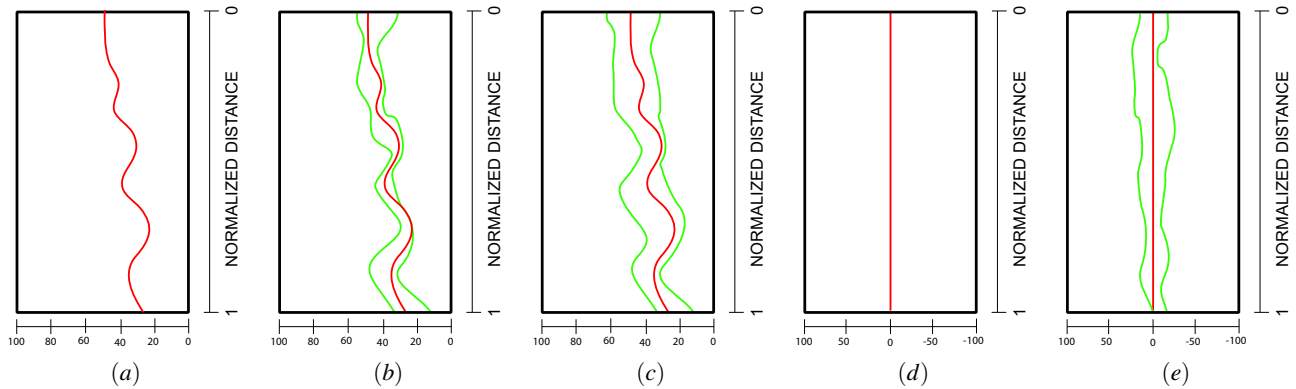 0 0 0 0 0
NORMALIZED DISTANCE NORMALIZED DISTANCE NORMALIZED DISTANCE NORMALIZED DISTANCE NORMALIZED DISTANCE
1 1 1 1 1
100 80 60 40 20 0 100 80 60 40 20 0 100 80 60 40 20 0 100 50 0 -50 -100 100 50 0 -50 -100
(a) (b) (c) (d) (e)